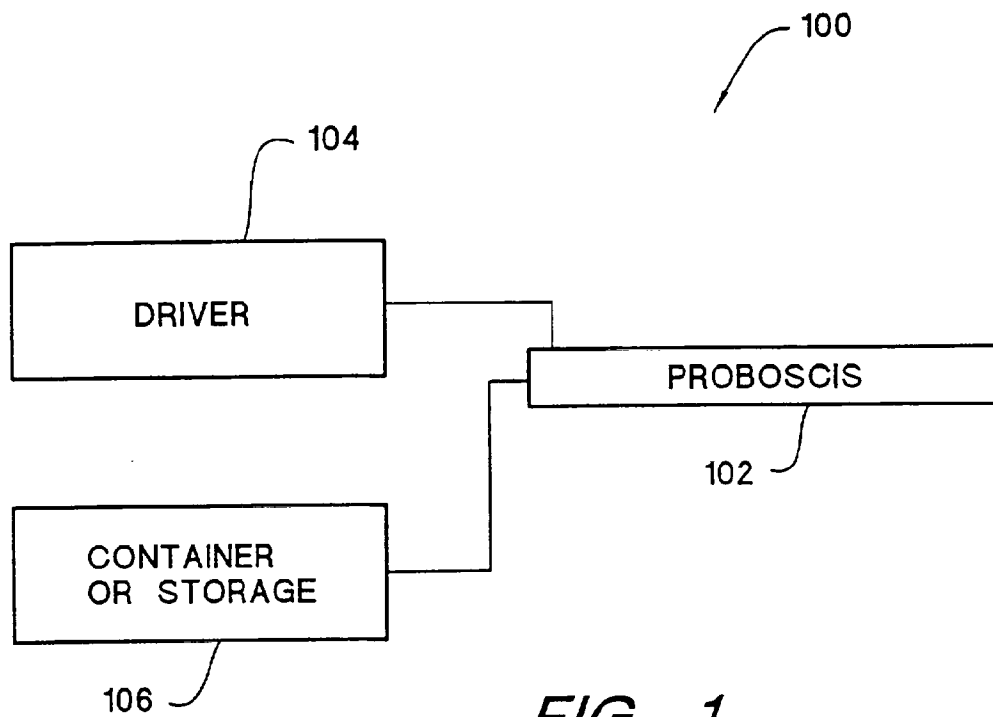 100
104
DRIVER
PROBOSCIS
102
CONTAINER
OR STORAGE
106
FIG. 1